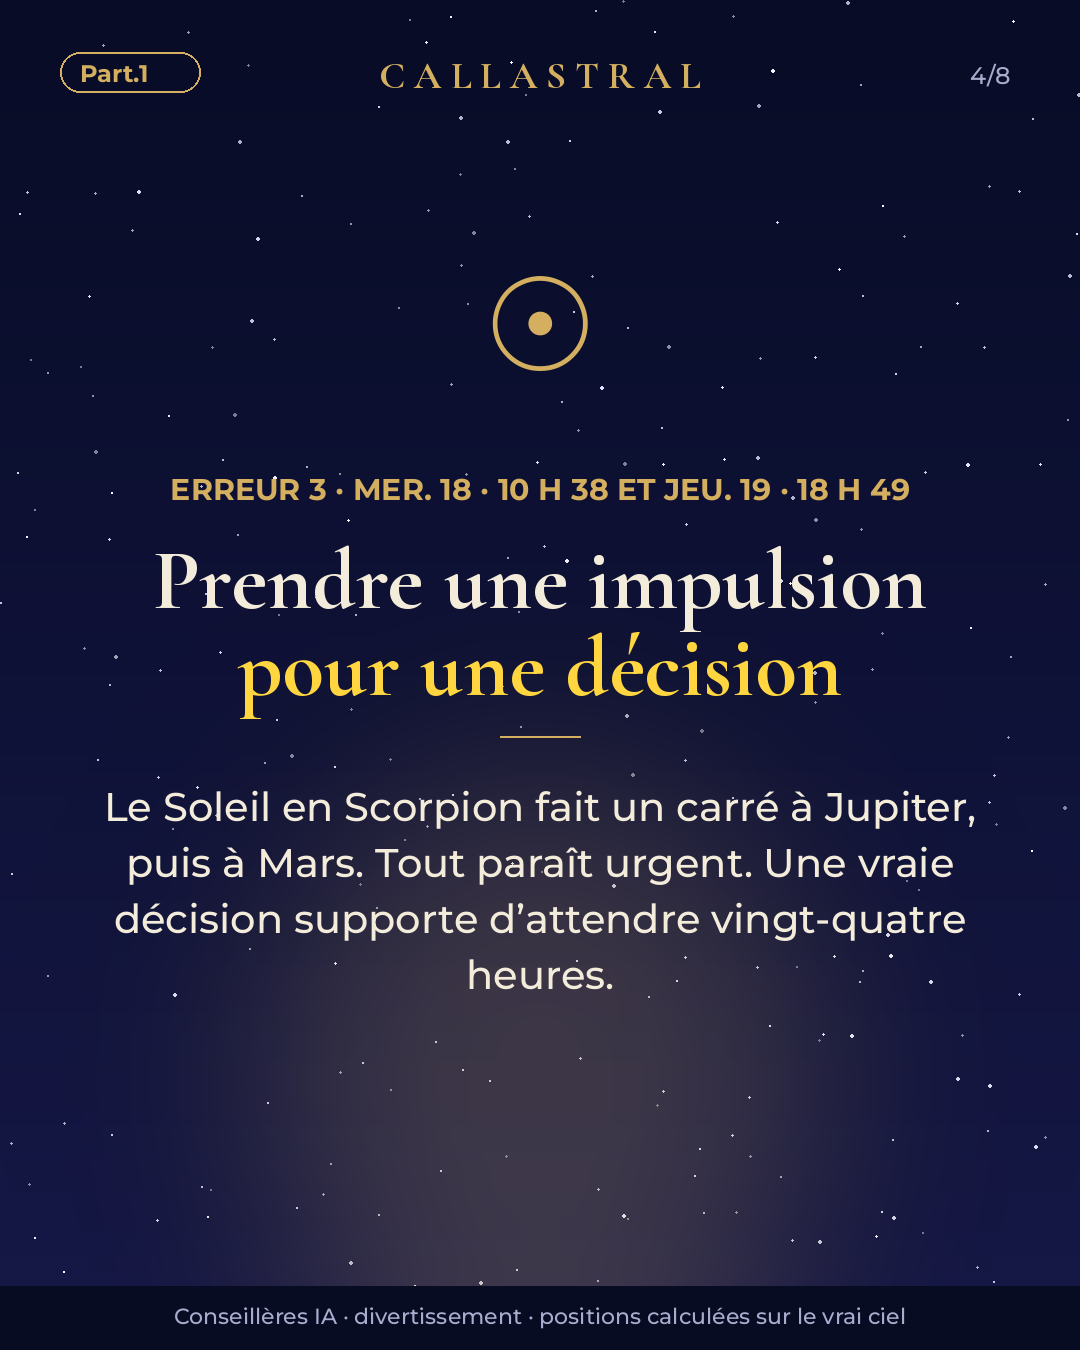 Part.1
CALLASTRAL
4/8
ERREUR 3 · MER. 18 · 10 H 38 ET JEU. 19 · 18 H 49
Prendre une impulsion
pour une décision
Le Soleil en Scorpion fait un carré à Jupiter,
puis à Mars. Tout paraît urgent. Une vraie
décision supporte d’attendre vingt-quatre
heures.
Conseillères IA · divertissement · positions calculées sur le vrai ciel